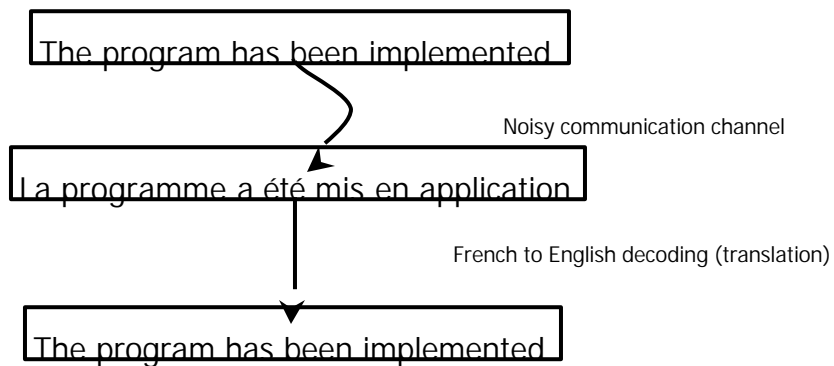 The program has been implemented
Noisy communication channel
La programme a été mis en application
French to English decoding (translation)
The program has been implemented